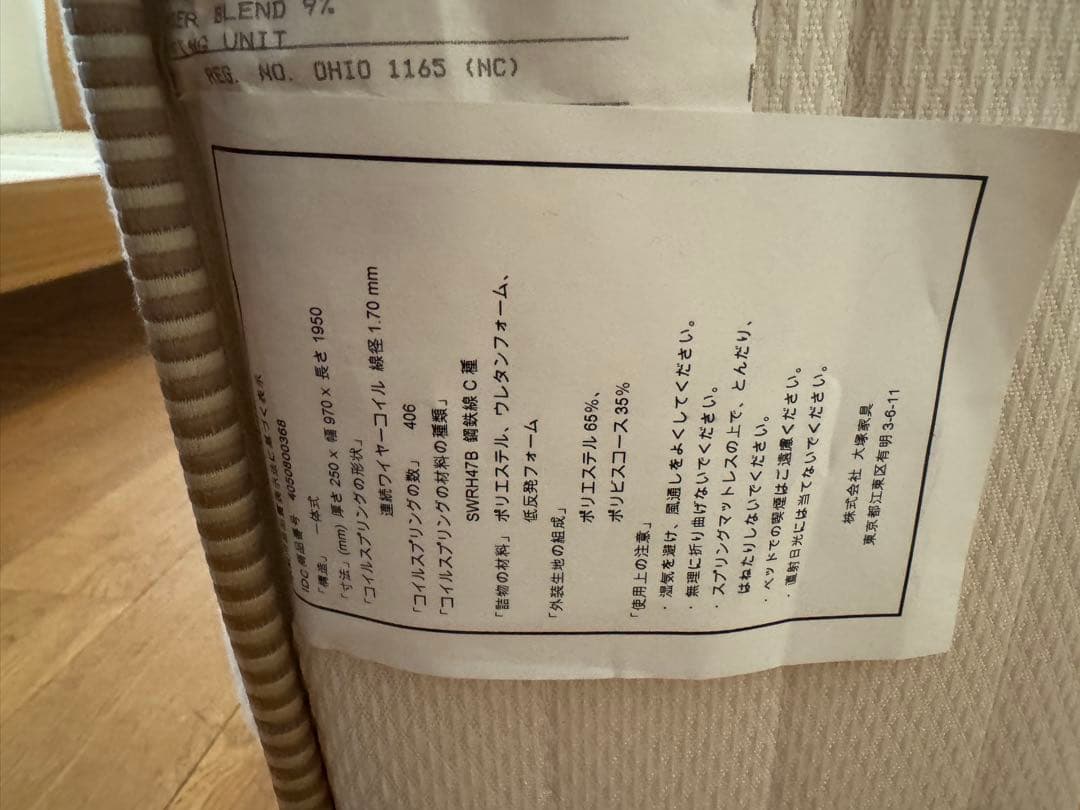 ER BLEND 9%
ING UNIT
REG. NO. OHIO 1165 (NC)
品質表示法に基づく表示
IDC商品番号 4050800368
「構造」 一体式
「寸法」(mm) 厚さ 250 × 幅 970 × 長さ 1950
「コイルスプリングの形状」
連続ワイヤーコイル 線径 1.70 mm
「コイルスプリングの数」 406
「コイルスプリングの材料の種類」
SWRH47B 鋼鉄線 C 種
「詰物の材料」 ポリエステル、ウレタンフォーム、
低反発フォーム
「外装生地の組成」
ポリエステル 65%、
ポリビスコース 35%
「使用上の注意」
・湿気を避け、風通しをよくしてください。
・無理に折り曲げないでください。
・スプリングマットレスの上で、とんだり、
はねたりしないでください。
・ベッドでの喫煙はご遠慮ください。
・直射日光には当てないでください。
株式会社 大塚家具
東京都江東区有明 3-6-11